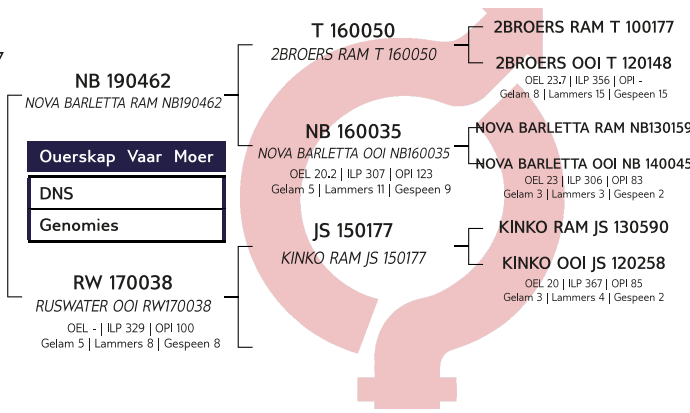 T 160050
2BROERS RAM T 160050
2BROERS RAM T 100177
2BROERS OOI T 120148
OEL 23.7 | ILP 356 | OPI -
Gelam 8 | Lammers 15 | Gespeen 15
NB 190462
NOVA BARLETTA RAM NB190462
NB 160035
NOVA BARLETTA OOI NB160035
OEL 20.2 | ILP 307 | OPI 123
Gelam 5 | Lammers 11 | Gespeen 9
NOVA BARLETTA RAM NB130159
NOVA BARLETTA OOI NB 140045
OEL 23 | ILP 306 | OPI 83
Gelam 3 | Lammers 3 | Gespeen 2
Ouerskap Vaar Moer
DNS
Genomies
JS 150177
KINKO RAM JS 150177
KINKO RAM JS 130590
KINKO OOI JS 120258
OEL 20 | ILP 367 | OPI 85
Gelam 3 | Lammers 4 | Gespeen 2
RW 170038
RUSWATER OOI RW170038
OEL - | ILP 329 | OPI 100
Gelam 5 | Lammers 8 | Gespeen 8